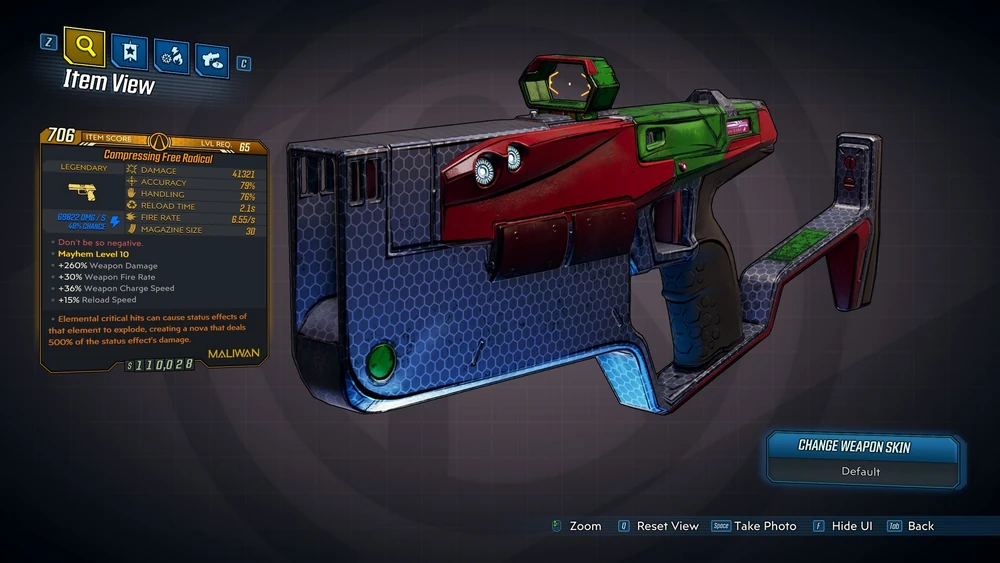 Z
C
Item View
706 ITEM SCORE LVL REQ. 65
Compressing Free Radical
LEGENDARY
DAMAGE 41321
ACCURACY 79%
HANDLING 76%
RELOAD TIME 2.1s
FIRE RATE 6.55/s
MAGAZINE SIZE 30
69822 DMG / S
48% CHANCE
Don't be so negative.
Mayhem Level 10
+260% Weapon Damage
+30% Weapon Fire Rate
+36% Weapon Charge Speed
+15% Reload Speed
Elemental critical hits can cause status effects of
that element to explode, creating a nova that deals
500% of the status effect's damage.
MALIWAN
$110,028
CHANGE WEAPON SKIN
Default
Zoom
Q Reset View
Space Take Photo
F Hide UI
Tab Back